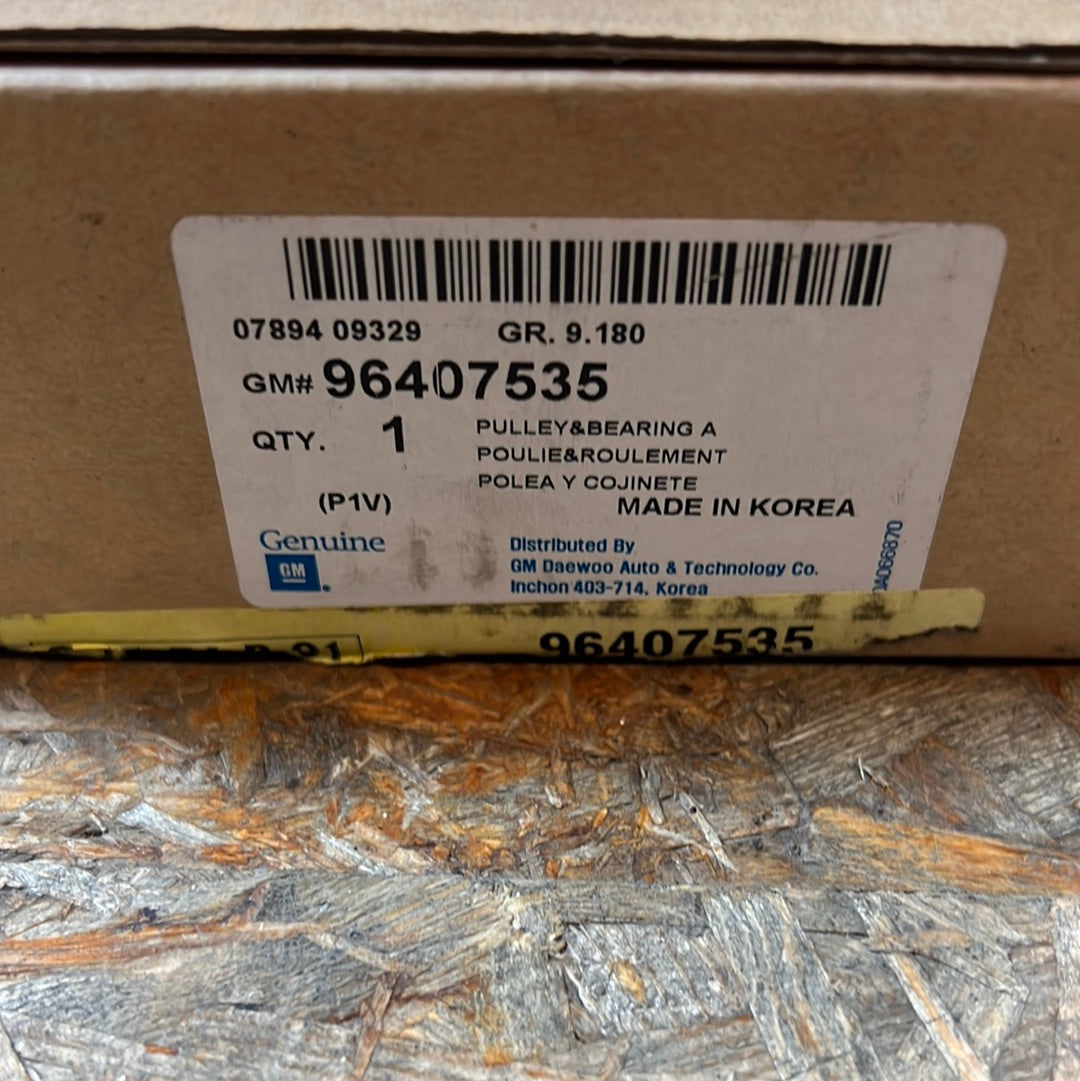 07894 09329 GR. 9.180
GM# 96407535
QTY. 1 PULLEY&BEARING A
POULIE&ROULEMENT
POLEA Y COJINETE
(P1V) MADE IN KOREA
Genuine
GM
Distributed By
GM Daewoo Auto & Technology Co.
Inchon 403-714, Korea
96407535